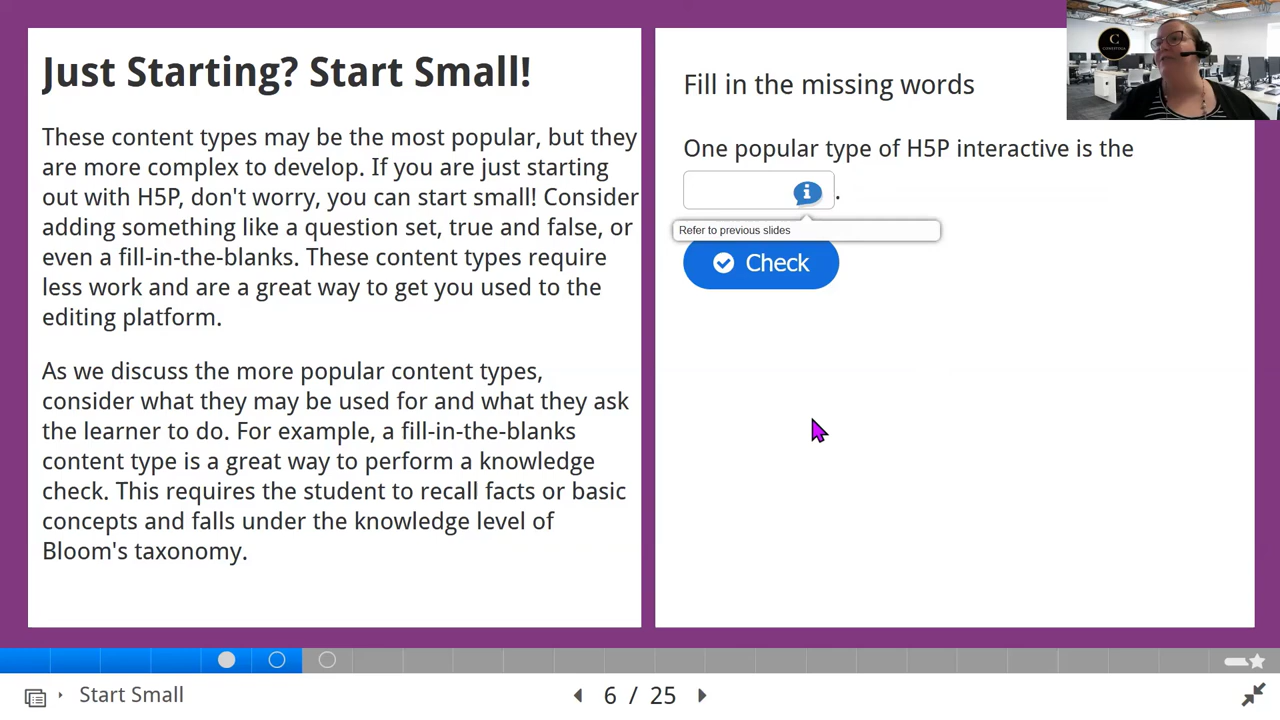 Just Starting? Start Small!
These content types may be the most popular, but they
are more complex to develop. If you are just starting
out with H5P, don't worry, you can start small! Consider
adding something like a question set, true and false, or
even a fill-in-the-blanks. These content types require
less work and are a great way to get you used to the
editing platform.
As we discuss the more popular content types,
consider what they may be used for and what they ask
the learner to do. For example, a fill-in-the-blanks
content type is a great way to perform a knowledge
check. This requires the student to recall facts or basic
concepts and falls under the knowledge level of
Bloom's taxonomy.
Fill in the missing words
One popular type of H5P interactive is the
.
Refer to previous slides
Check
C
Start Small
6 / 25